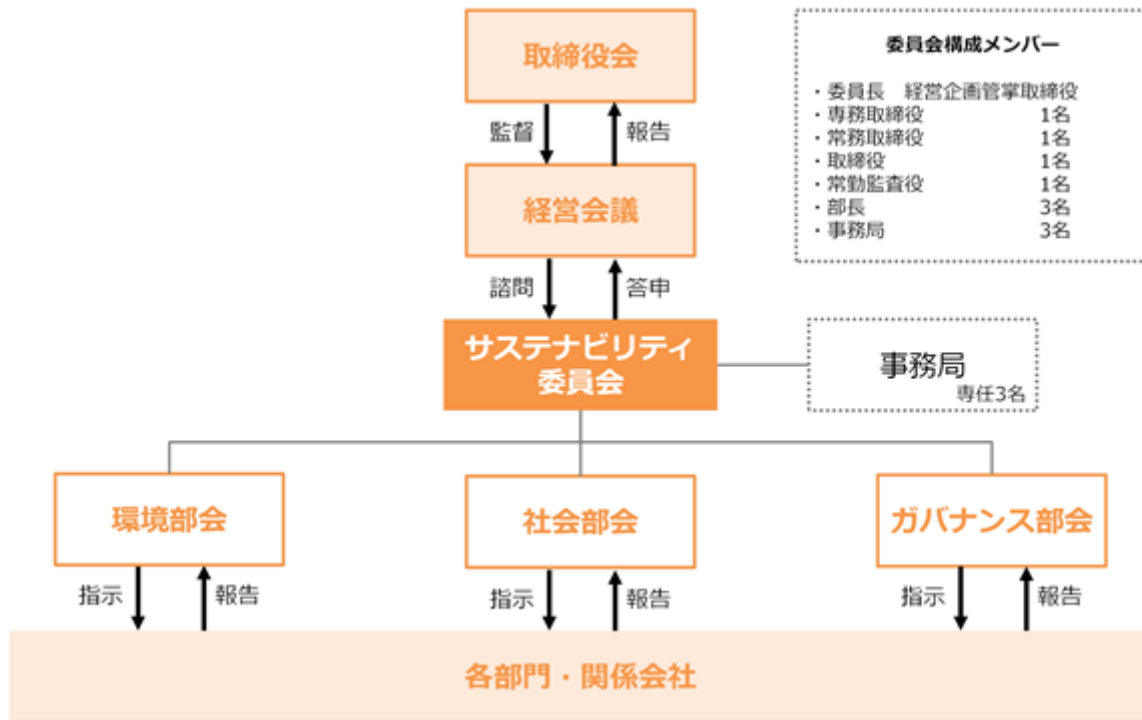 取締役会
監督
報告
経営会議
諮問
答申
サステナビリティ
委員会
委員会構成メンバー
・委員長 経営企画管掌取締役
・専務取締役 1名
・常務取締役 1名
・取締役 1名
・常勤監査役 1名
・部長 3名
・事務局 3名
事務局
専任3名
環境部会
社会部会
ガバナンス部会
指示
報告
指示
報告
指示
報告
各部門・関係会社